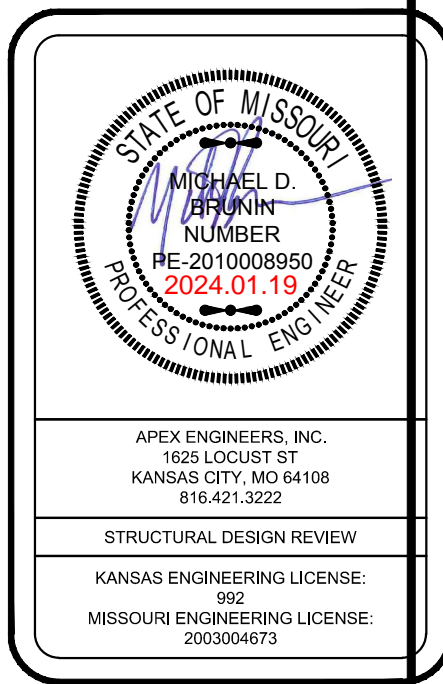 STATE OF MISSOURI
MICHAEL D.
BRUNIN
NUMBER
PE-2010008950
2024.01.19
PROFESSIONAL ENGINEER
APEX ENGINEERS, INC.
1625 LOCUST ST
KANSAS CITY, MO 64108
816.421.3222
STRUCTURAL DESIGN REVIEW
KANSAS ENGINEERING LICENSE:
992
MISSOURI ENGINEERING LICENSE:
2003004673